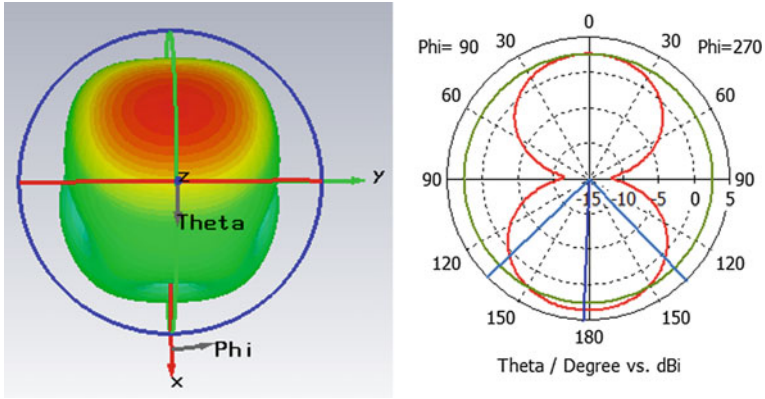 z
y
Theta
Phi
x
0
Phi= 90 30 30 Phi=270
60 60
90 -15 -10 -5 0 5 90
120 120
150 150
180
Theta / Degree vs. dBi